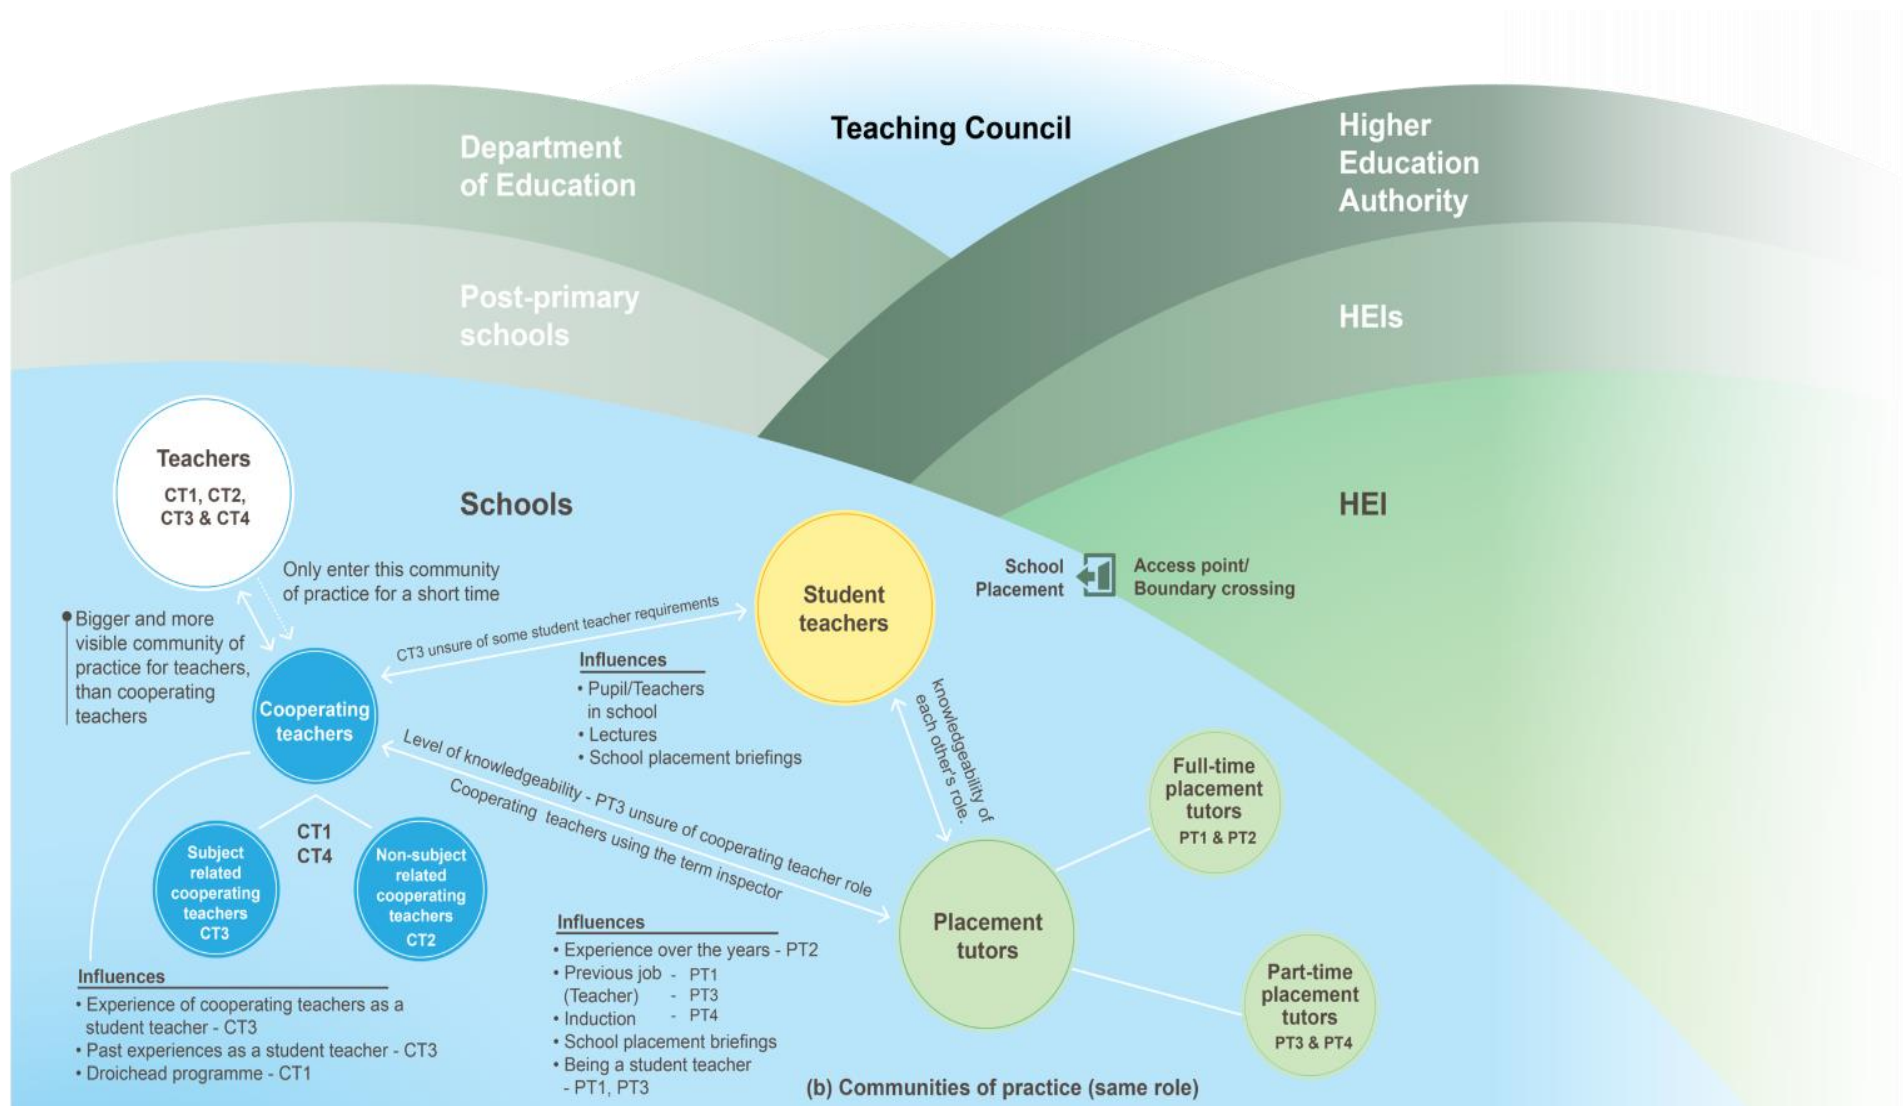 Teaching Council
Department
of Education
Higher
Education
Authority
Post-primary
schools
HEIs
Teachers
CT1, CT2,
CT3 & CT4
Schools
HEI
Only enter this community
of practice for a short time
School
Placement
Access point/
Boundary crossing
Student
teachers
• Bigger and more
visible community of
practice for teachers,
than cooperating
teachers
CT3 unsure of some student teacher requirements
Influences
• Pupil/Teachers
in school
• Lectures
• School placement briefings
Cooperating
teachers
knowledgeability of
each other's role.
Level of knowledgeability - PT3 unsure of cooperating teacher role
Cooperating teachers using the term inspector
Full-time
placement
tutors
PT1 & PT2
CT1
CT4
Subject
related
cooperating
teachers
CT3
Non-subject
related
cooperating
teachers
CT2
Placement
tutors
Part-time
placement
tutors
PT3 & PT4
Influences
• Experience of cooperating teachers as a
student teacher - CT3
• Past experiences as a student teacher - CT3
• Droichead programme - CT1
Influences
• Experience over the years - PT2
• Previous job - PT1
(Teacher) - PT3
• Induction - PT4
• School placement briefings
• Being a student teacher
- PT1, PT3
(b) Communities of practice (same role)